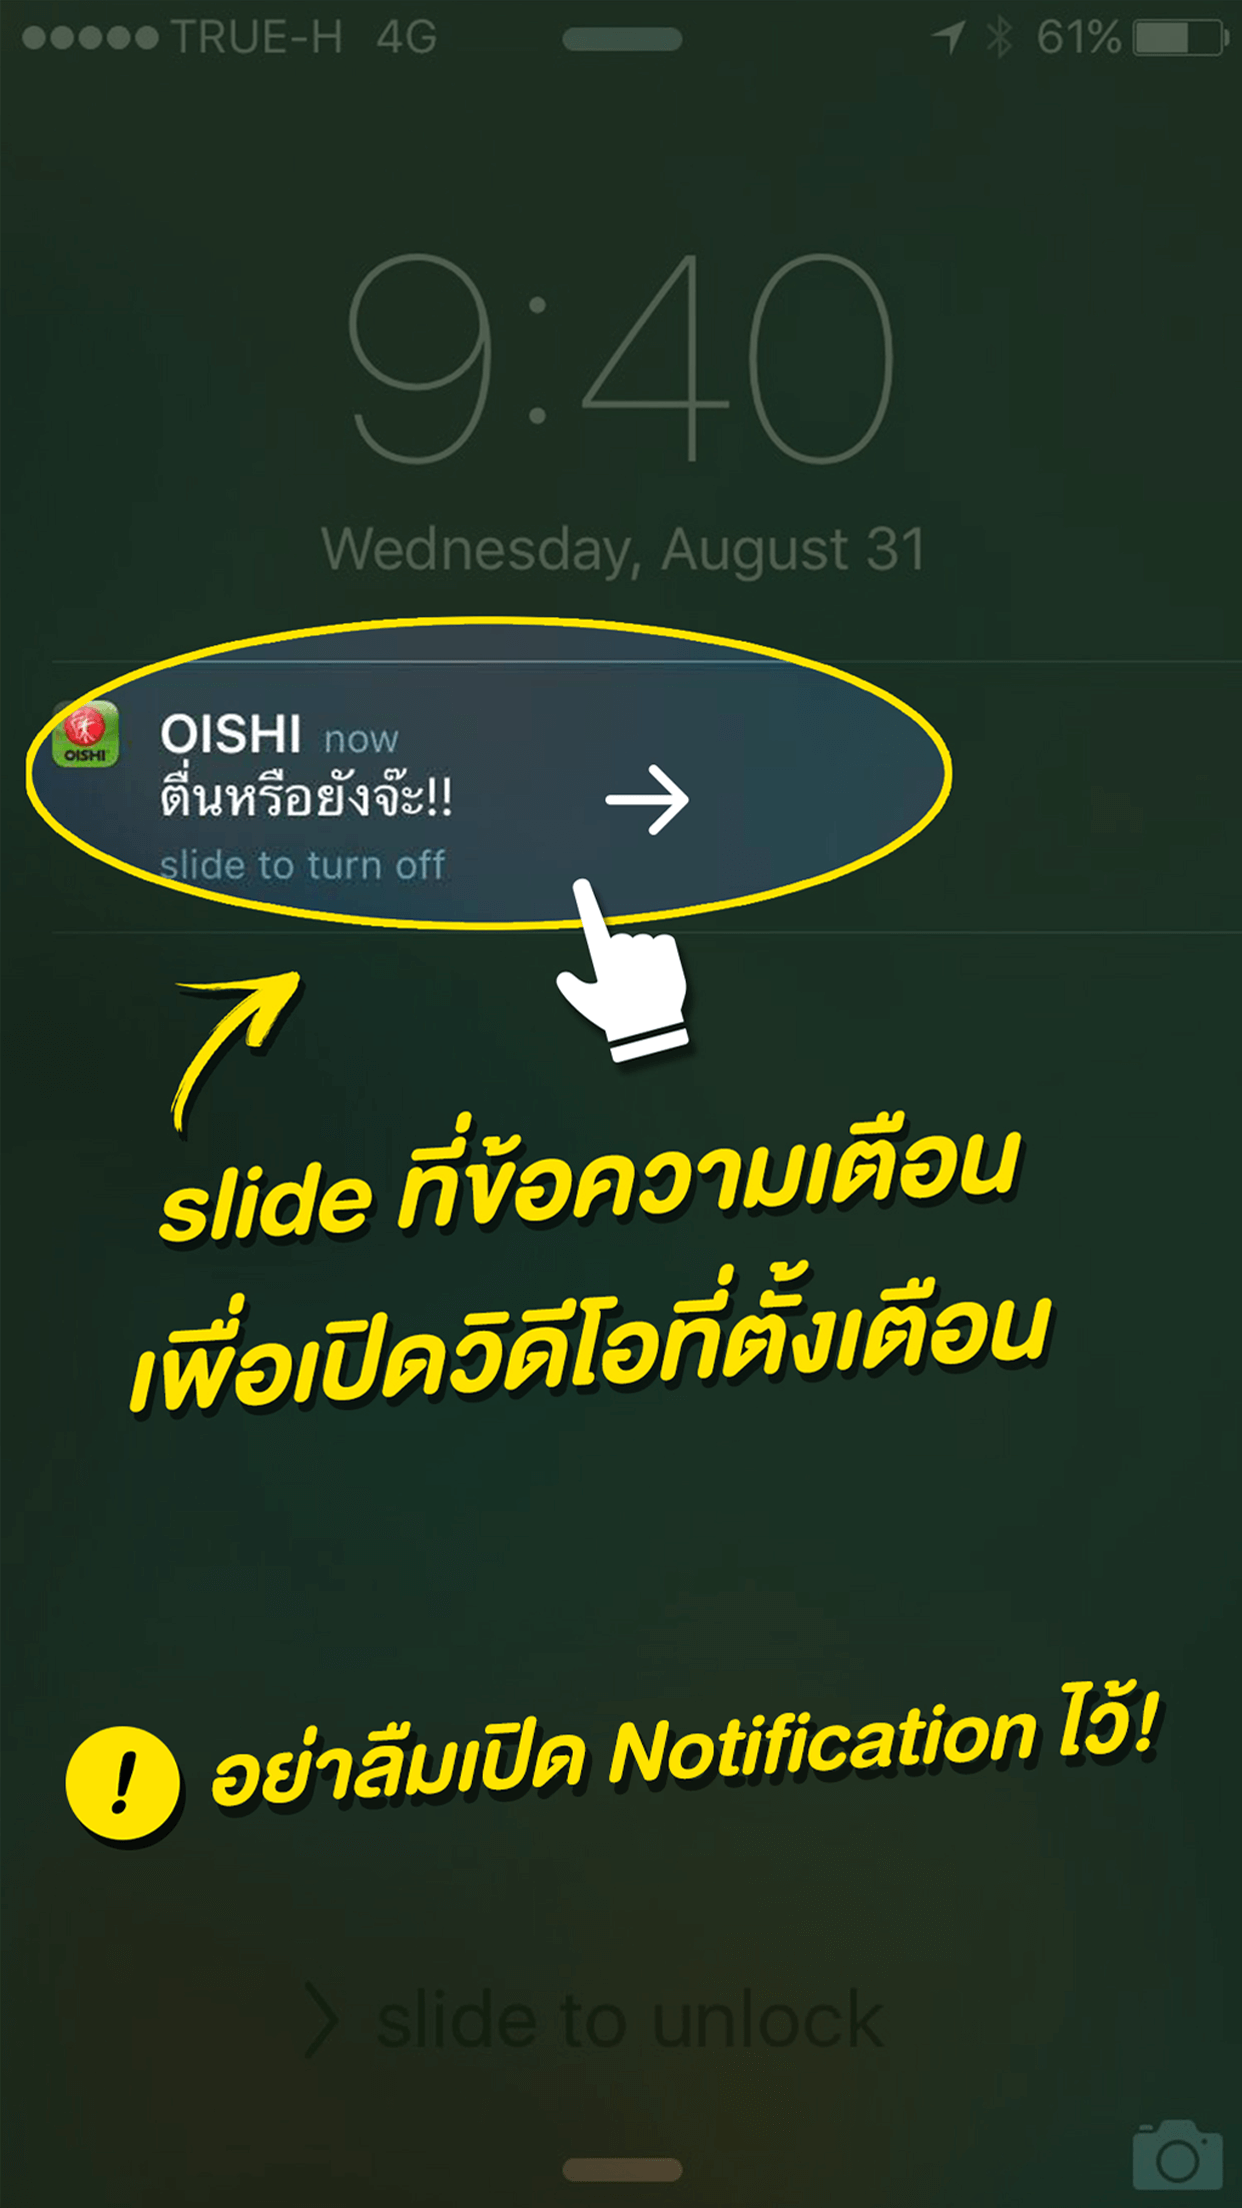 TRUE-H 4G 61%
9:40
Wednesday, August 31
OISHI now
OISHI
ตื่นหรือยังจ๊ะ!!
slide to turn off
slide ที่ข้อความเตือน
เพื่อเปิดวิดีโอที่ตั้งเตือน
! อย่าลืมเปิด Notification ไว้!
> slide to unlock